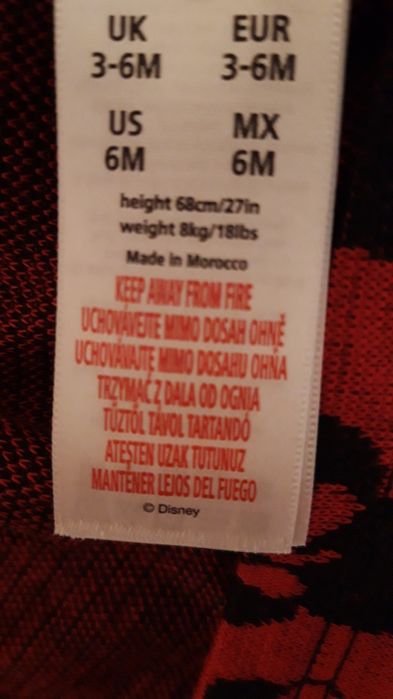 UK EUR
3-6M 3-6M
US MX
6M 6M
height 68cm/27in
weight 8kg/18lbs
Made in Morocco
KEEP AWAY FROM FIRE
UCHOVÁVEJTE MIMO DOSAH OHNĚ
UCHOVÁVAJTE MIMO DOSAHU OHŇA
TRZYMAĆ Z DALA OD OGNIA
TŰZTŐL TÁVOL TARTANDÓ
ATEŞTEN UZAK TUTUNUZ
MANTENER LEJOS DEL FUEGO
© Disney